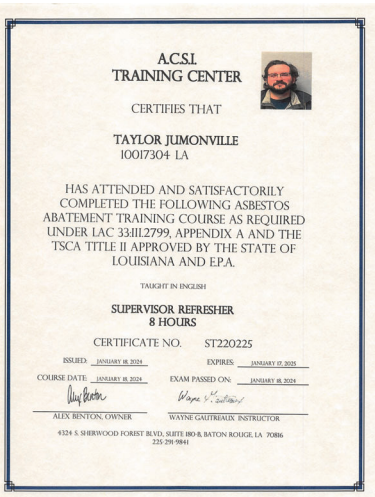 A.C.S.I.
TRAINING CENTER
CERTIFIES THAT
TAYLOR JUMONVILLE
10017304 LA
HAS ATTENDED AND SATISFACTORILY
COMPLETED THE FOLLOWING ASBESTOS
ABATEMENT TRAINING COURSE AS REQUIRED
UNDER LAC 33:III.2799, APPENDIX A AND THE
TSCA TITLE II APPROVED BY THE STATE OF
LOUISIANA AND E.P.A.
TAUGHT IN ENGLISH
SUPERVISOR REFRESHER
8 HOURS
CERTIFICATE NO. ST220225
ISSUED: JANUARY 18, 2024 EXPIRES: JANUARY 17, 2025
COURSE DATE: JANUARY 18, 2024 EXAM PASSED ON: JANUARY 18, 2024
Alex Benton Wayne Gautreaux
ALEX BENTON, OWNER WAYNE GAUTREAUX INSTRUCTOR
4324 S. SHERWOOD FOREST BLVD., SUITE 180-B, BATON ROUGE, LA 70816
225-291-9841